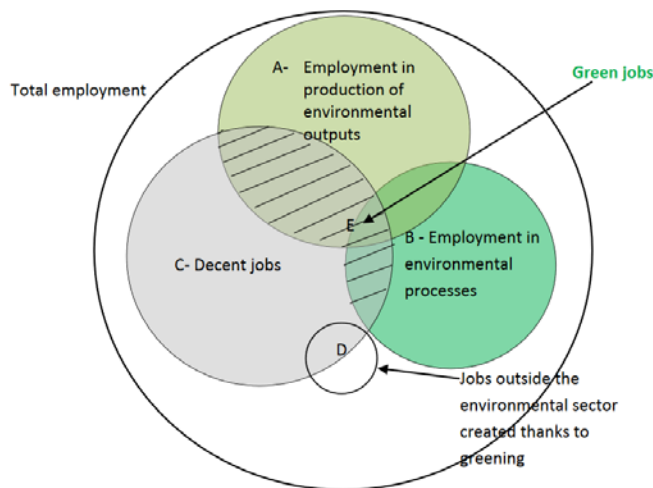 A- Employment in
production of
environmental
outputs
Green jobs
Total employment
E
B - Employment in
environmental
processes
C- Decent jobs
D
Jobs outside the
environmental sector
created thanks to
greening